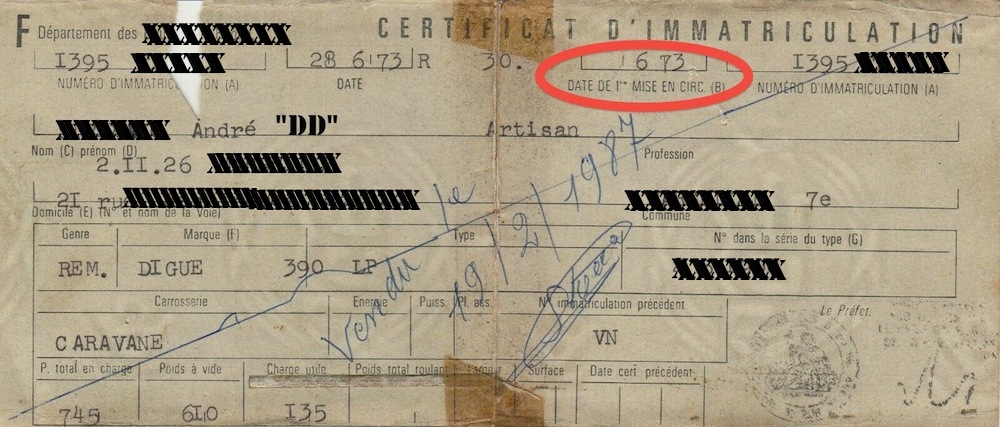 F Département des CERTIFICAT D'IMMATRICULATION
I395 28 6 73 R 30. 6 73 I395
NUMÉRO D'IMMATRICULATION (A) DATE DATE DE 1re MISE EN CIRC. (B) NUMÉRO D'IMMATRICULATION (A)
André "DD" Artisan
Nom (C) prénom (D) Profession
2.II.26
2I rue 7e
Domicile (E) (N° et nom de la Voie) Commune
Genre Marque (F) Type N° dans la série du type (G)
REM. DIGUE 390 LP
Vendu le 19/2/1987
Carrosserie Energie Puiss. Pl. ass. N° immatriculation précédent Le Préfet.
CARAVANE VN
P. total en charge Poids à vide Charge utile Poids total roulant Largeur Surface Date cert précédent
745 610 I35